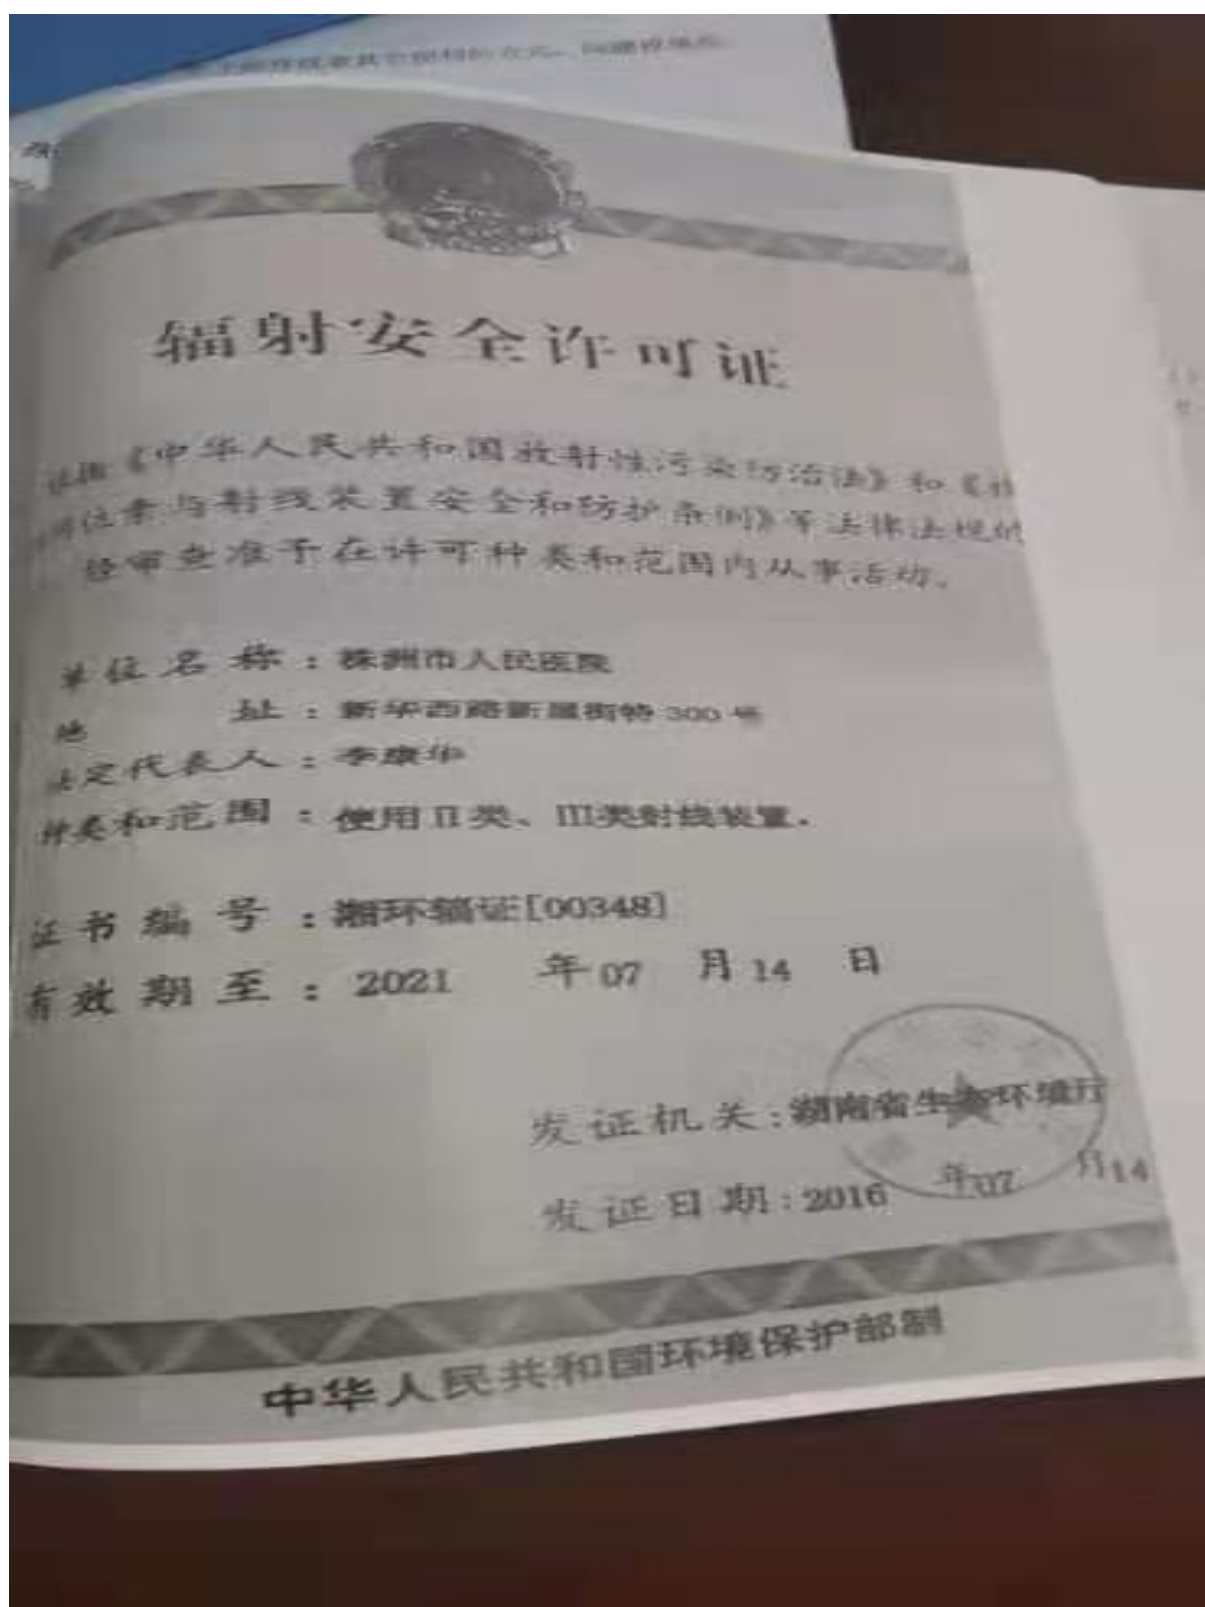 辐射安全许可证
根据《中华人民共和国放射性污染防治法》和《放
同位素与射线装置安全和防护条例》等法律法规的
经审查准予在许可种类和范围内从事活动。
单位名称：株洲市人民医院
地址：新华西路新屋街特300号
法定代表人：李康华
种类和范围：使用II类、III类射线装置.
证书编号：湘环辐证[00348]
有效期至：2021 年07 月14 日
发证机关:湖南省生态环境厅
发证日期:2016 年07 月14
中华人民共和国环境保护部制